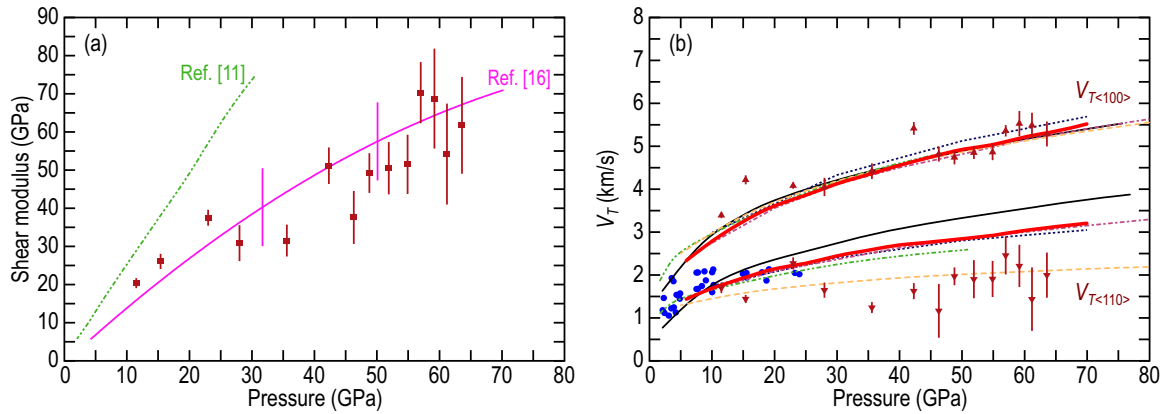 (a)
Ref. [11]
Ref. [16]
Shear modulus (GPa)
90
80
70
60
50
40
30
20
10
0
0 10 20 30 40 50 60 70 80
Pressure (GPa)
(b)
V_T<100>
V_T<110>
V_T (km/s)
8
7
6
5
4
3
2
1
0
0 10 20 30 40 50 60 70 80
Pressure (GPa)